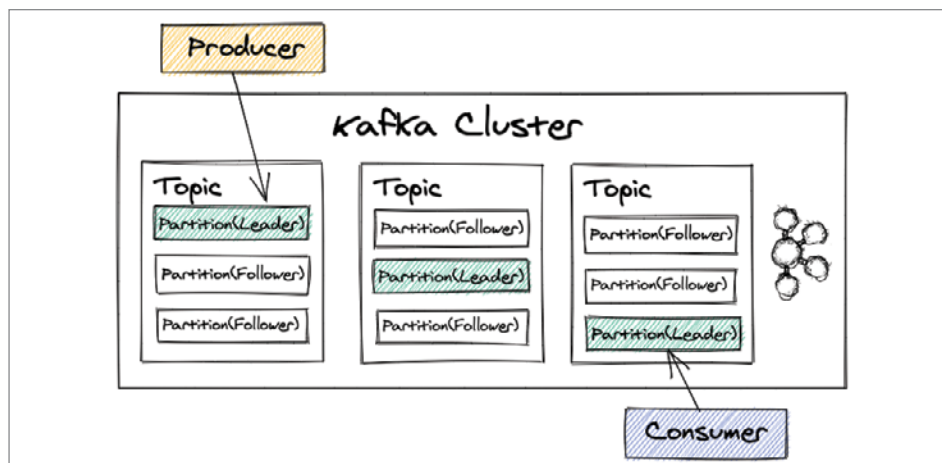 Producer
Kafka Cluster
Topic
Partition(Leader)
Partition(Follower)
Partition(Follower)
Topic
Partition(Follower)
Partition(Leader)
Partition(Follower)
Topic
Partition(Follower)
Partition(Follower)
Partition(Leader)
Consumer